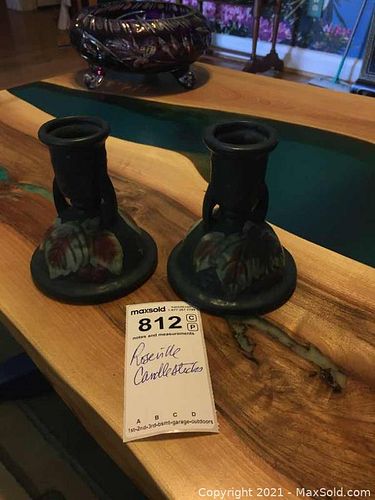 maxsold
812 C
P
notes and measurements
Roseville
Candlesticks
A B C D
1st-2nd-3rd-bsmt-garage-outdoors
Copyright © 2021 - MaxSold.com